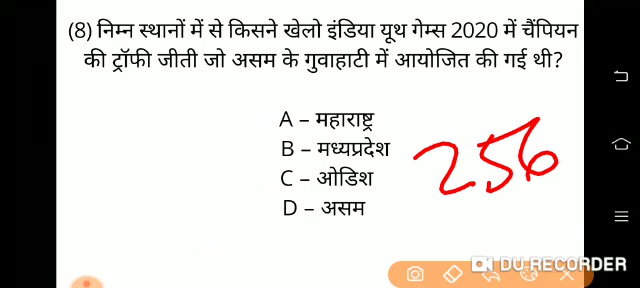 (8) निम्न स्थानों में से किसने खेलो इंडिया यूथ गेम्स 2020 में चैंपियन
की ट्रॉफी जीती जो असम के गुवाहाटी में आयोजित की गई थी?
A – महाराष्ट्र
B – मध्यप्रदेश
C – ओडिश
D – असम
256
DU RECORDER